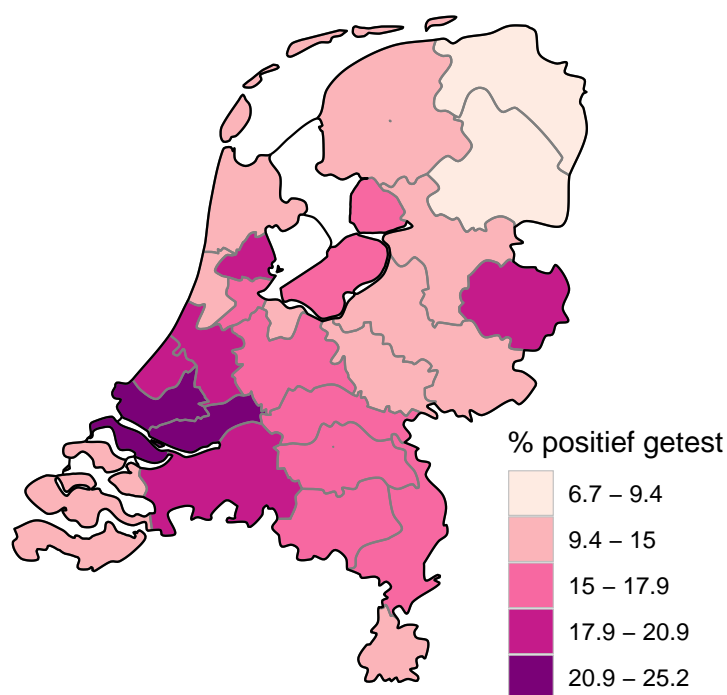 % positief getest
6.7 – 9.4
9.4 – 15
15 – 17.9
17.9 – 20.9
20.9 – 25.2